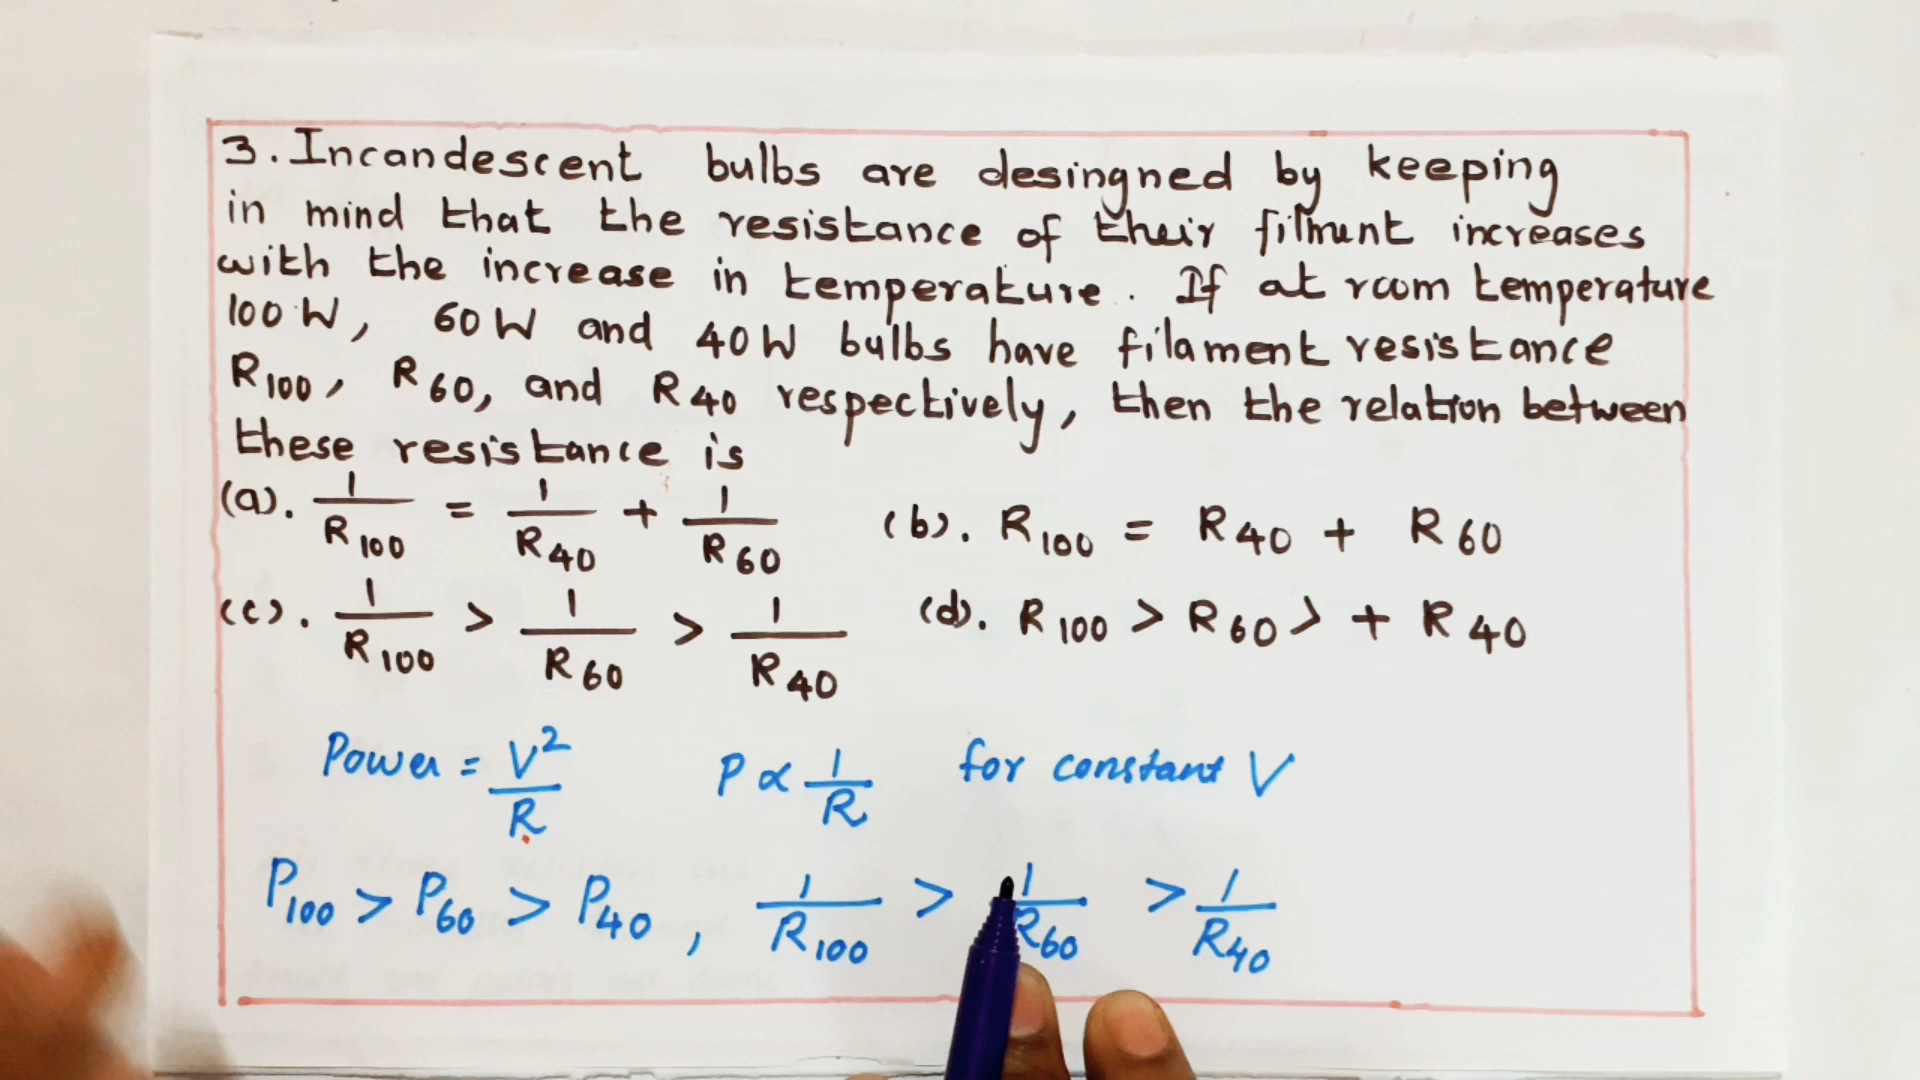 3. Incandescent bulbs are desingned by keeping
in mind that the resistance of their filment increases
with the increase in temperature. If at room temperature
100 W, 60 W and 40 W bulbs have filament resistance
R100, R60, and R40 respectively, then the relation between
these resistance is
(a). 1/R100 = 1/R40 + 1/R60 (b). R100 = R40 + R60
(c). 1/R100 > 1/R60 > 1/R40 (d). R100 > R60 > + R40
Power = V²/R P ∝ 1/R for constant V
P100 > P60 > P40, 1/R100 > 1/R60 > 1/R40